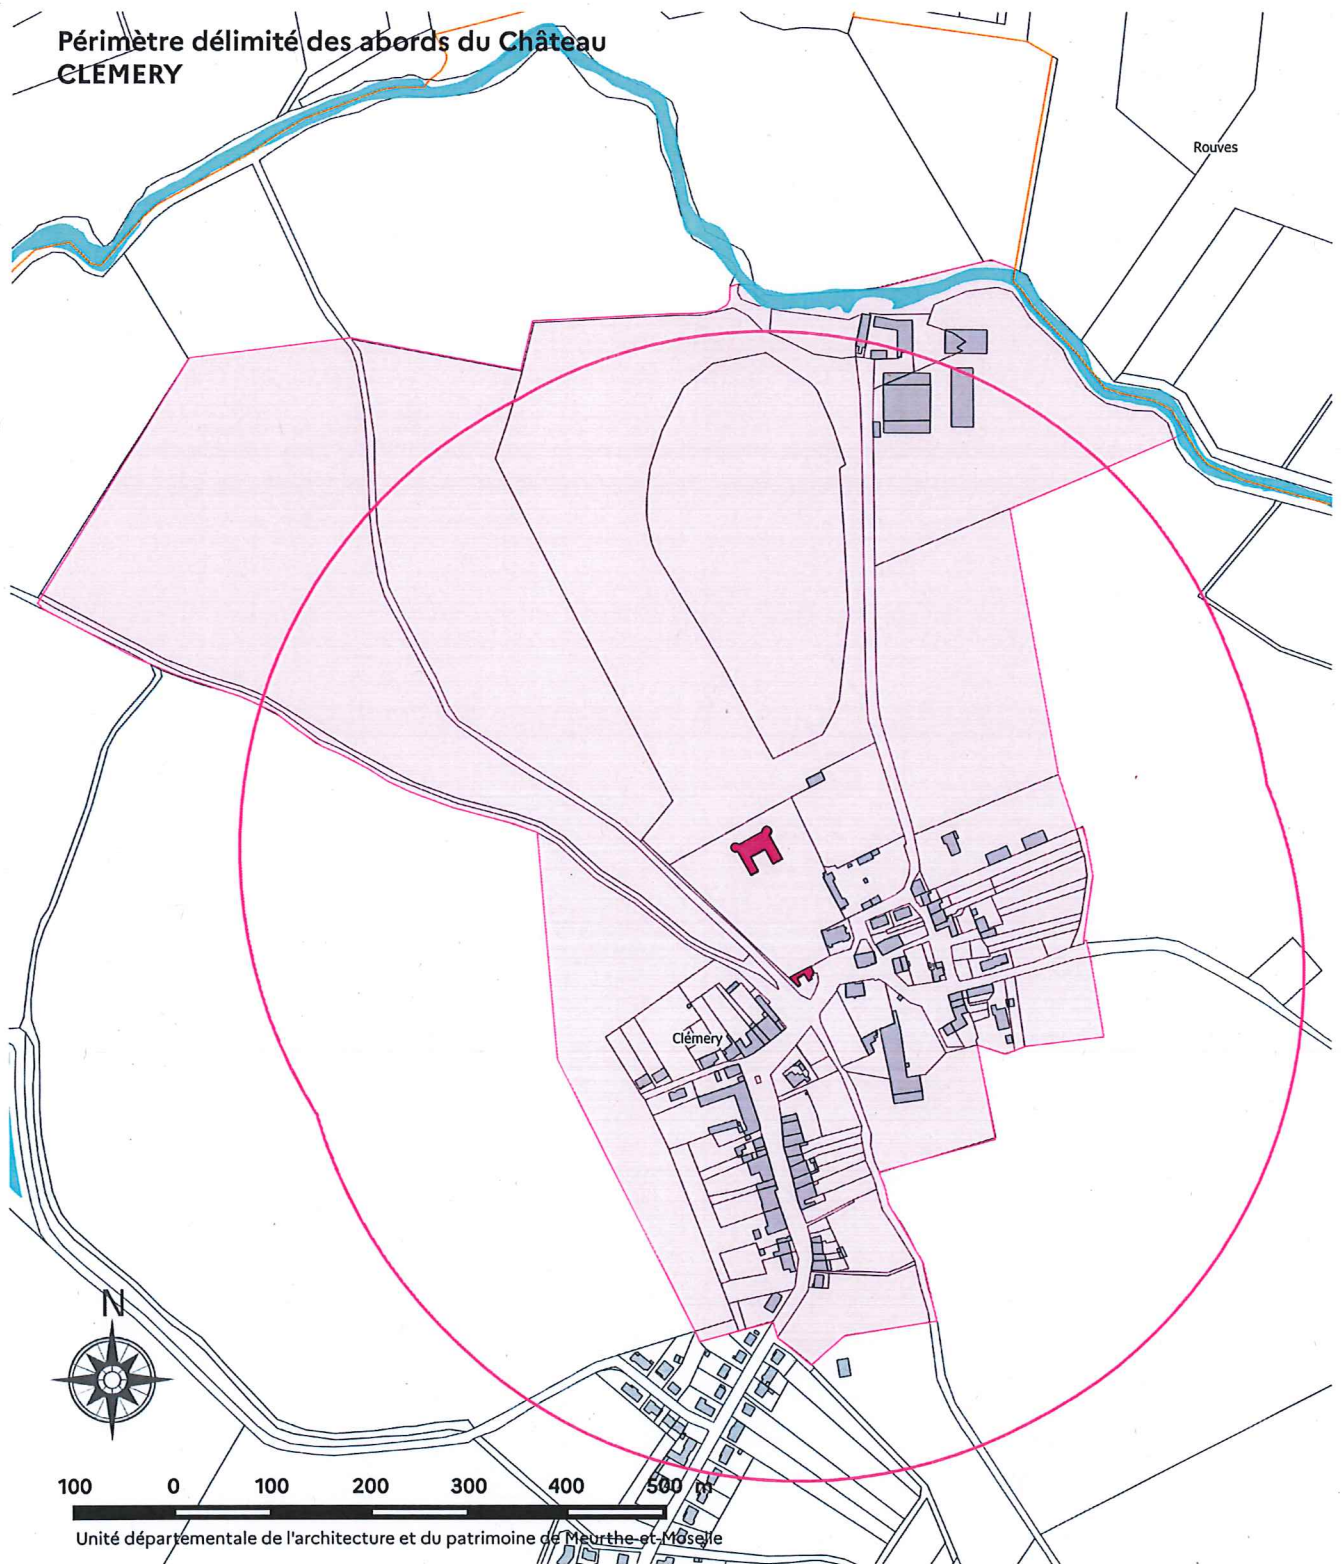 Périmètre délimité des abords du Château
CLEMERY
Rouves
Clémery
N
100 0 100 200 300 400 500 m
Unité départementale de l'architecture et du patrimoine de Meurthe-et-Moselle